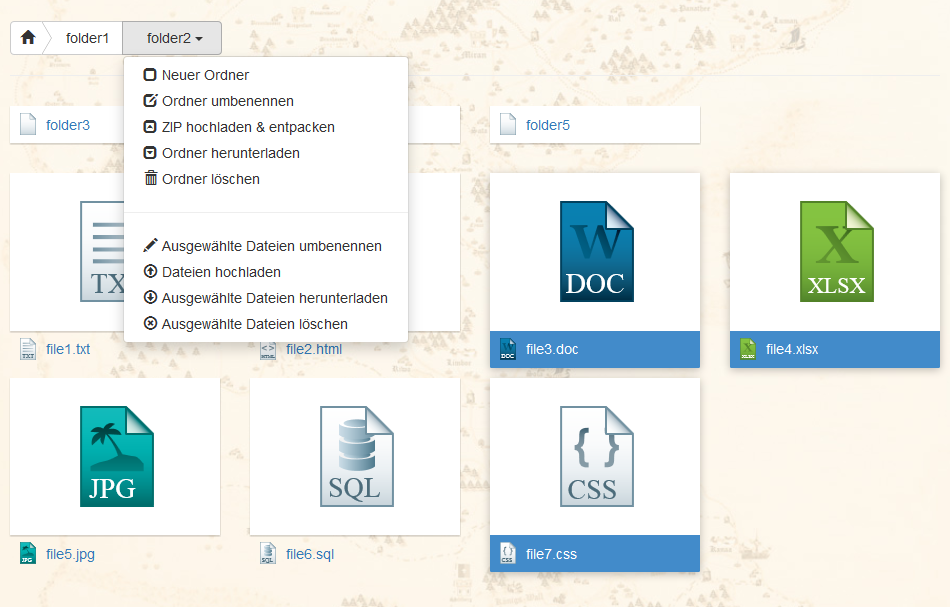 folder1 folder2
Neuer Ordner
Ordner umbenennen
ZIP hochladen & entpacken
Ordner herunterladen
Ordner löschen
Ausgewählte Dateien umbenennen
Dateien hochladen
Ausgewählte Dateien herunterladen
Ausgewählte Dateien löschen
folder3 folder5
TX DOC XLSX
file1.txt file2.html file3.doc file4.xlsx
JPG SQL CSS
file5.jpg file6.sql file7.css